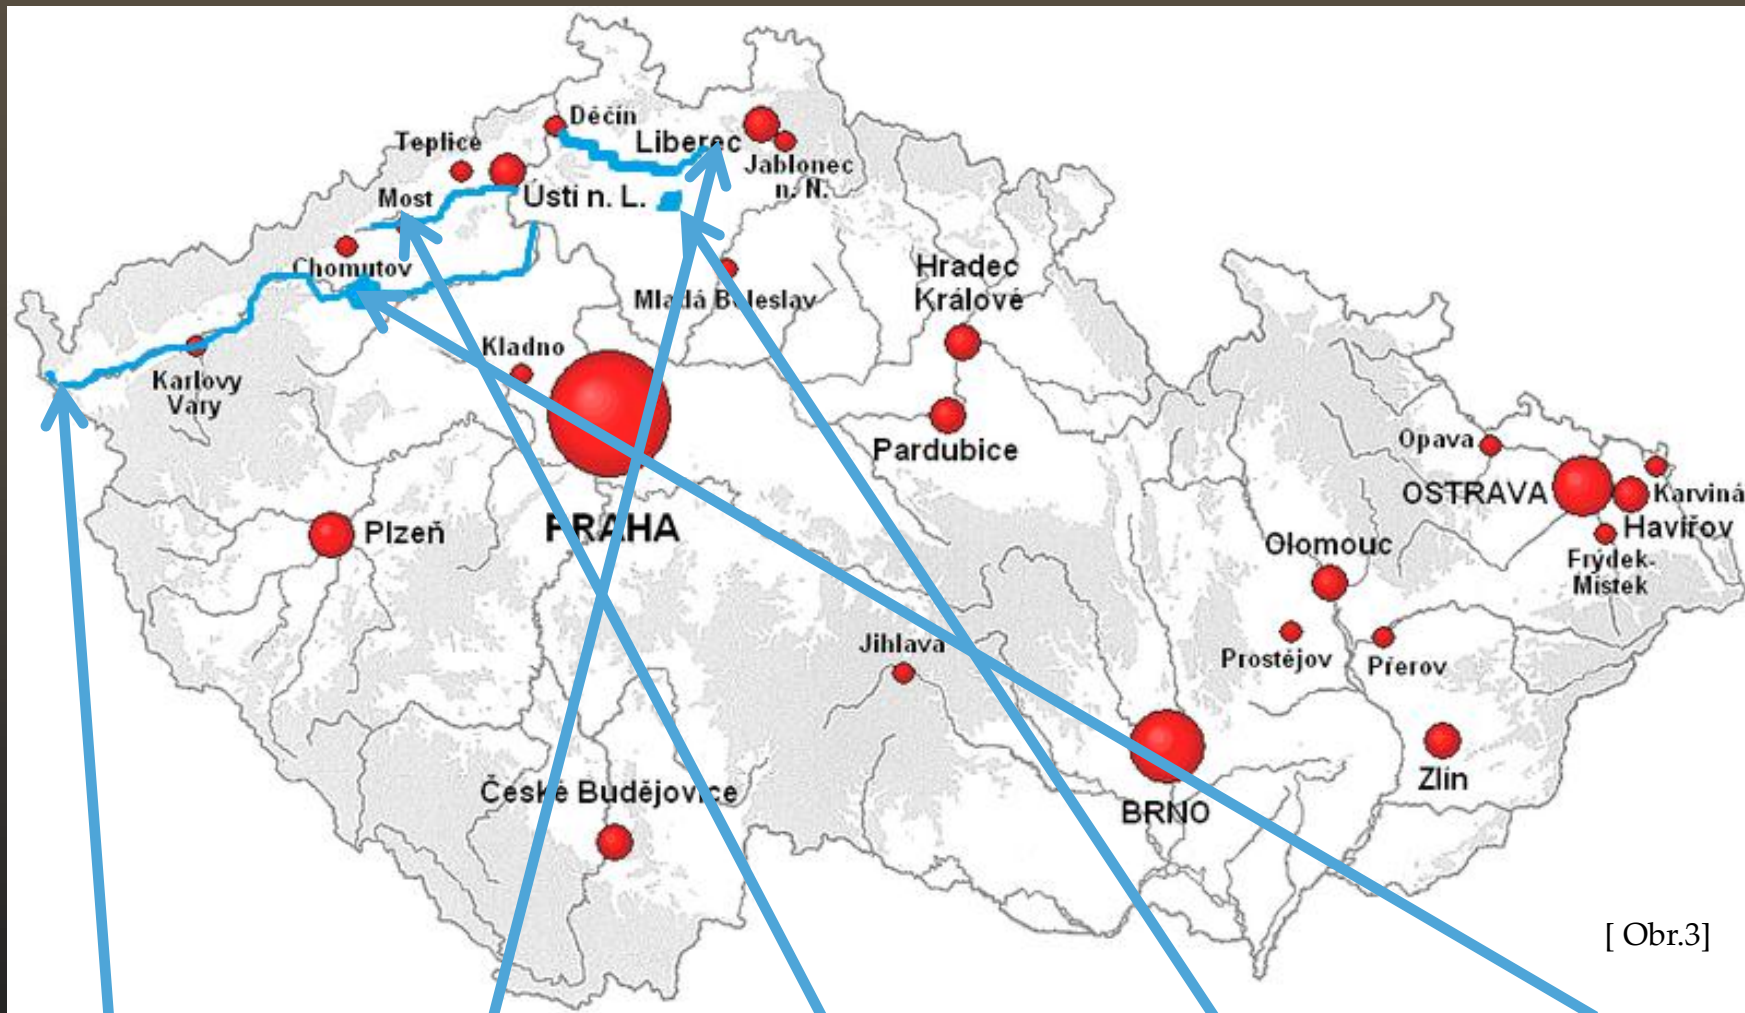 Děčín
Teplice
Liberec
Jablonec
n. N.
Most
Ústí n. L.
Chomutov
Mladá Boleslav
Hradec
Králové
Kladno
Karlovy
Vary
Pardubice
Opava
OSTRAVA
Karviná
Havířov
Plzeň
PRAHA
Olomouc
Frýdek-
Místek
Jihlava
Prostějov
Přerov
Zlín
České Budějovice
BRNO
[ Obr.3]